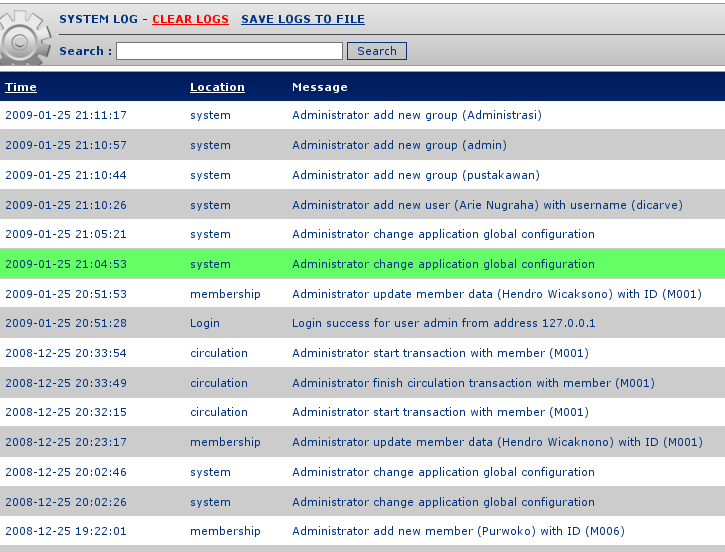 SYSTEM LOG - CLEAR LOGS SAVE LOGS TO FILE
Search : Search
Time Location Message
2009-01-25 21:11:17 system Administrator add new group (Administrasi)
2009-01-25 21:10:57 system Administrator add new group (admin)
2009-01-25 21:10:44 system Administrator add new group (pustakawan)
2009-01-25 21:10:26 system Administrator add new user (Arie Nugraha) with username (dicarve)
2009-01-25 21:05:21 system Administrator change application global configuration
2009-01-25 21:04:53 system Administrator change application global configuration
2009-01-25 20:51:53 membership Administrator update member data (Hendro Wicaksono) with ID (M001)
2009-01-25 20:51:28 Login Login success for user admin from address 127.0.0.1
2008-12-25 20:33:54 circulation Administrator start transaction with member (M001)
2008-12-25 20:33:49 circulation Administrator finish circulation transaction with member (M001)
2008-12-25 20:32:15 circulation Administrator start transaction with member (M001)
2008-12-25 20:23:17 membership Administrator update member data (Hendro Wicaknono) with ID (M001)
2008-12-25 20:02:46 system Administrator change application global configuration
2008-12-25 20:02:26 system Administrator change application global configuration
2008-12-25 19:22:01 membership Administrator add new member (Purwoko) with ID (M006)